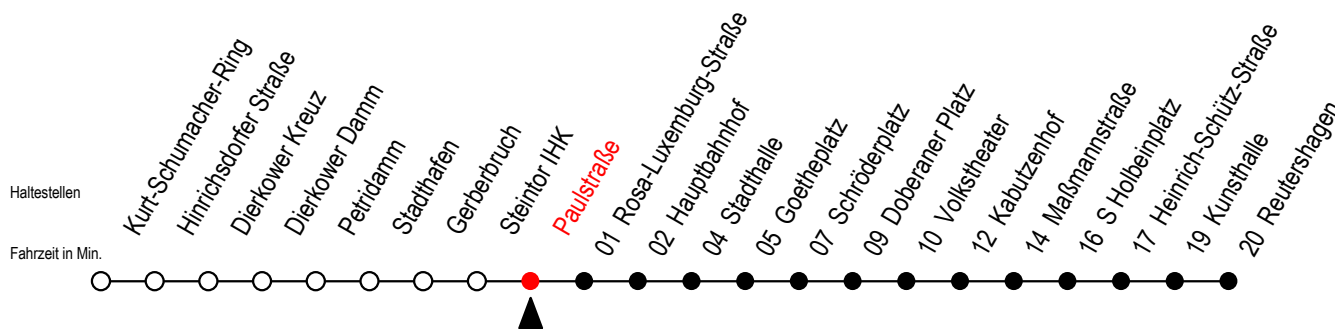 Haltestellen
Fahrzeit in Min.
Kurt-Schumacher-Ring
Hinrichsdorfer Straße
Dierkower Kreuz
Dierkower Damm
Petridamm
Stadthafen
Gerberbruch
Steintor IHK
Paulstraße
01 Rosa-Luxemburg-Straße
02 Hauptbahnhof
04 Stadthalle
05 Goetheplatz
07 Schröderplatz
09 Doberaner Platz
10 Volkstheater
12 Kabutzenhof
14 Maßmannstraße
16 S Holbeinplatz
17 Heinrich-Schütz-Straße
19 Kunsthalle
20 Reutershagen